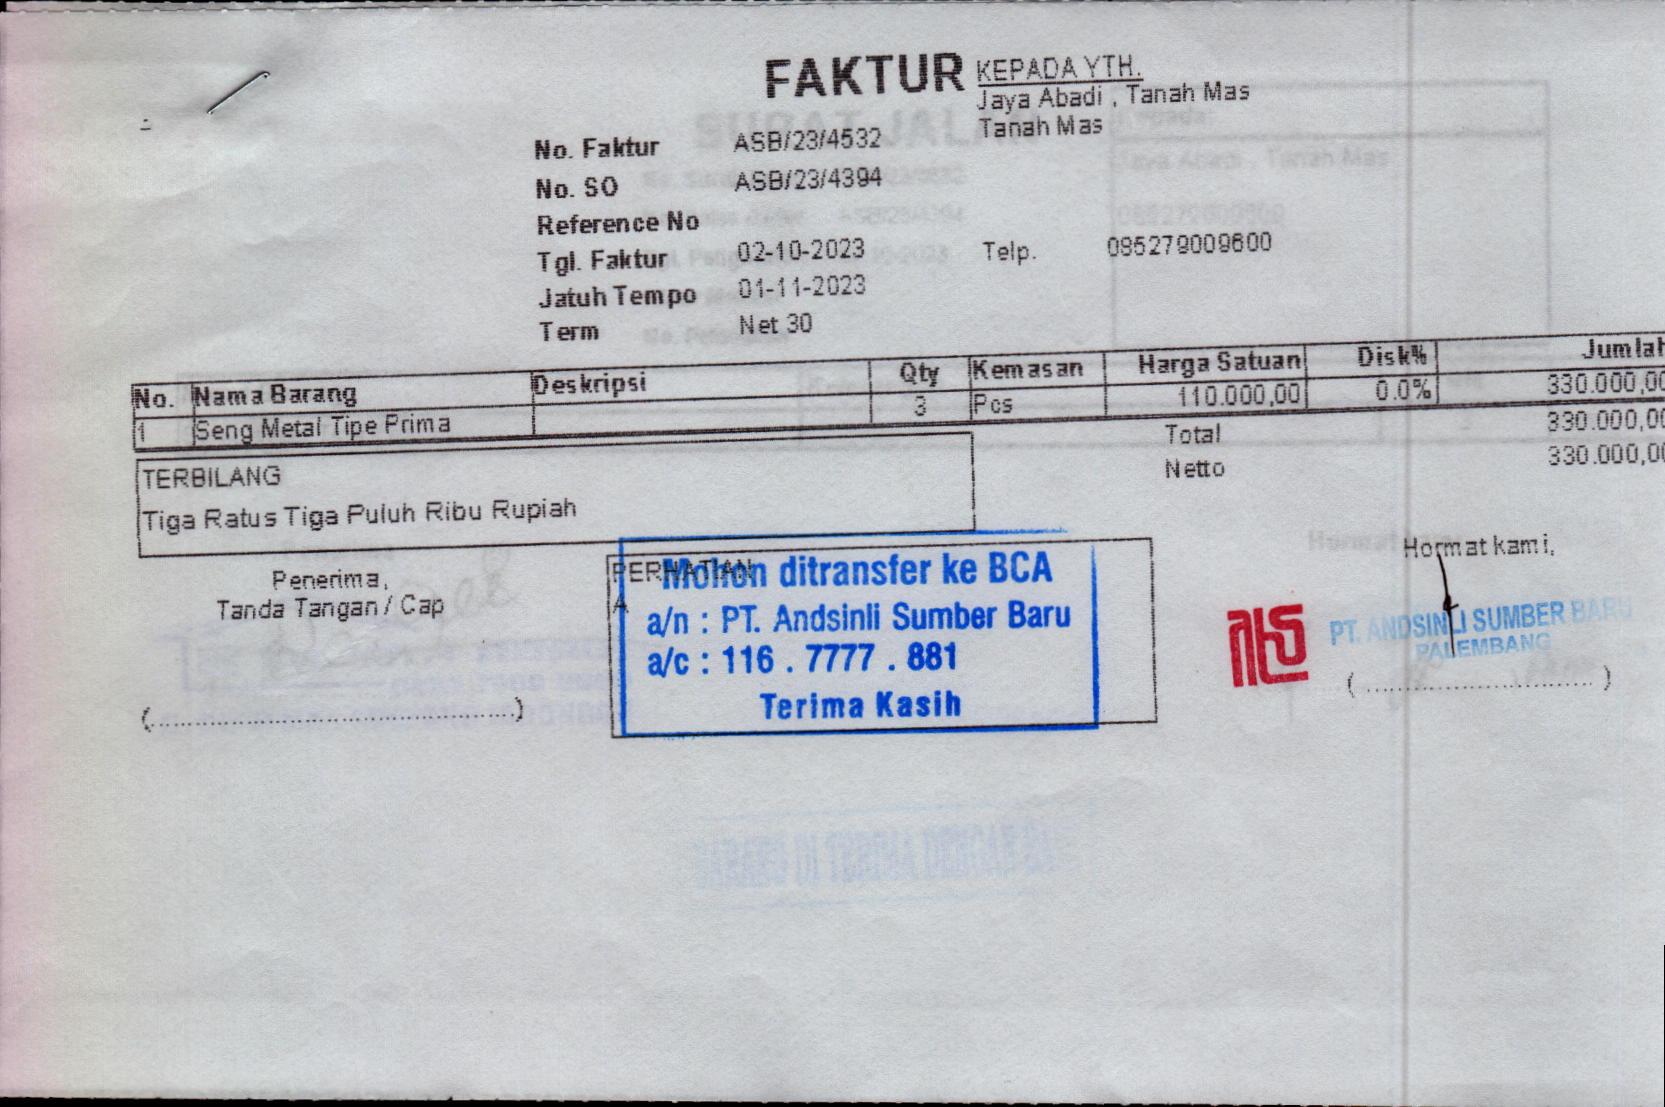 FAKTUR
KEPADA YTH.
Jaya Abadi , Tanah Mas
Tanah Mas
No. Faktur ASB/23/4532
No. SO ASB/23/4394
Reference No
Tgl. Faktur 02-10-2023 Telp. 085279009600
Jatuh Tempo 01-11-2023
Term Net 30
No. Nama Barang Deskripsi Qty Kemasan Harga Satuan Disk% Jumlah
1 Seng Metal Tipe Prima 3 Pcs 110.000,00 0.0% 330.000,00
Total 330.000,00
Netto 330.000,00
TERBILANG
Tiga Ratus Tiga Puluh Ribu Rupiah
Penerima,
Tanda Tangan / Cap
(........................................)
PERHATIAN
A
Mohon ditransfer ke BCA
a/n : PT. Andsinli Sumber Baru
a/c : 116 . 7777 . 881
Terima Kasih
Hormat kami,
PT. ANDSINLI SUMBER BARU
PALEMBANG
(........................................)